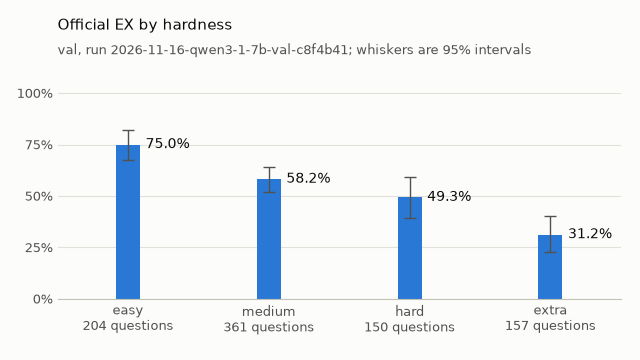 Official EX by hardness
val, run 2026-11-16-qwen3-1-7b-val-c8f4b41; whiskers are 95% intervals
100%
75%
50%
25%
0%
75.0%
58.2%
49.3%
31.2%
easy
204 questions
medium
361 questions
hard
150 questions
extra
157 questions